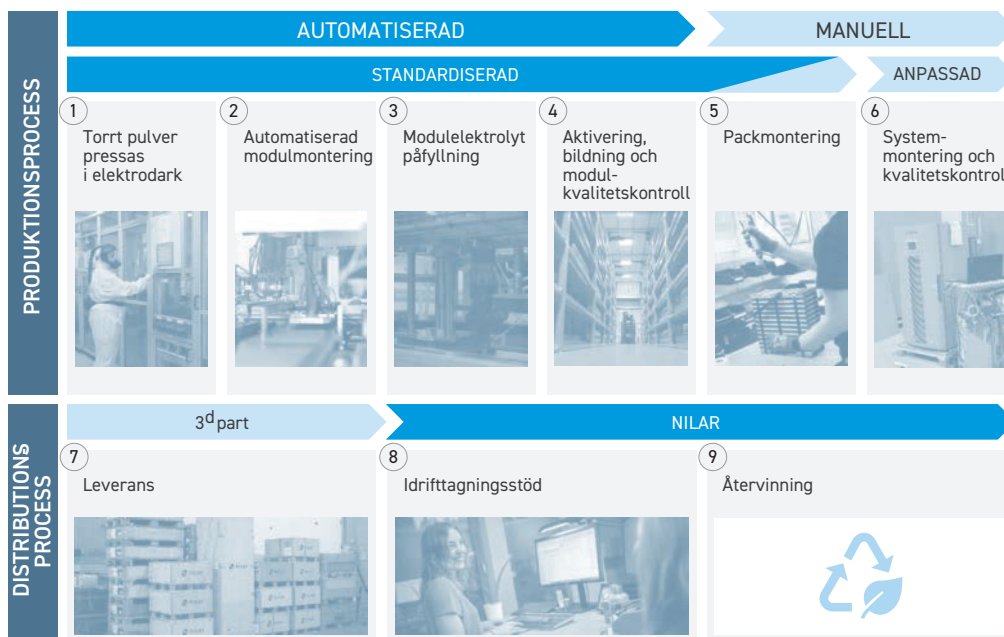 PRODUKTIONSPROCESS
AUTOMATISERAD
MANUELL
STANDARDISERAD
ANPASSAD
1
Torrt pulver
pressas
i elektrodark
2
Automatiserad
modulmontering
3
Modulelektrolyt
påfyllning
4
Aktivering,
bildning och
modul-
kvalitetskontroll
5
Packmontering
6
System-
montering och
kvalitetskontrol
DISTRIBUTIONS
PROCESS
3d part
NILAR
7
Leverans
8
Idrifttagningsstöd
9
Återvinning